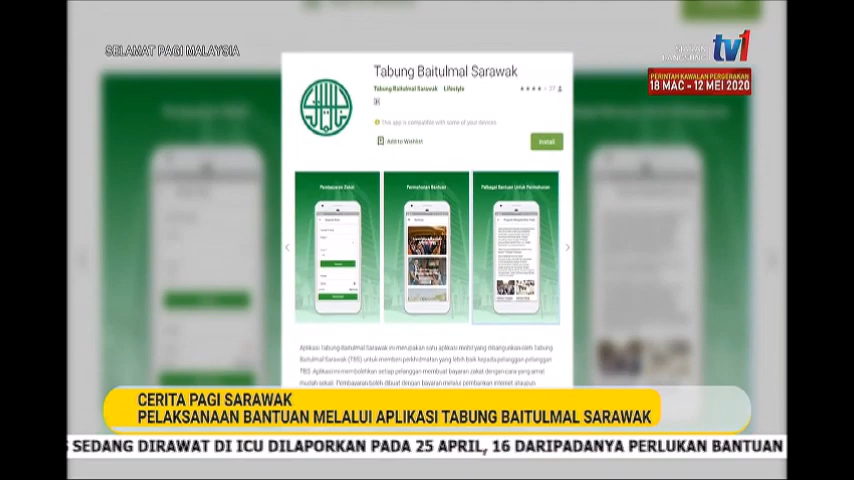 SELAMAT PAGI MALAYSIA
SIARAN
LANGSUNG
tv1
PERINTAH KAWALAN PERGERAKAN
18 MAC - 12 MEI 2020
Tabung Baitulmal Sarawak
Tabung Baitulmal Sarawak Lifestyle
This app is compatible with some of your devices.
Add to Wishlist
Install
Pembayaran Zakat
Permohonan Bantuan
Pelbagai Bantuan Untuk Permohonan
Aplikasi Tabung Baitulmal Sarawak ini merupakan satu aplikasi mobil yang dibangunkan oleh Tabung
Baitulmal Sarawak (TBS) untuk memberi perkhidmatan yang lebih baik kepada pelanggan-pelanggan
TBS. Aplikasi ini membolehkan setiap pelanggan membuat bayaran zakat dengan cara yang amat
mudah sekali. Pembayaran boleh dibuat dengan bayaran melalui perbankan internet ataupun
CERITA PAGI SARAWAK
PELAKSANAAN BANTUAN MELALUI APLIKASI TABUNG BAITULMAL SARAWAK
SEDANG DIRAWAT DI ICU DILAPORKAN PADA 25 APRIL, 16 DARIPADANYA PERLUKAN BANTUAN